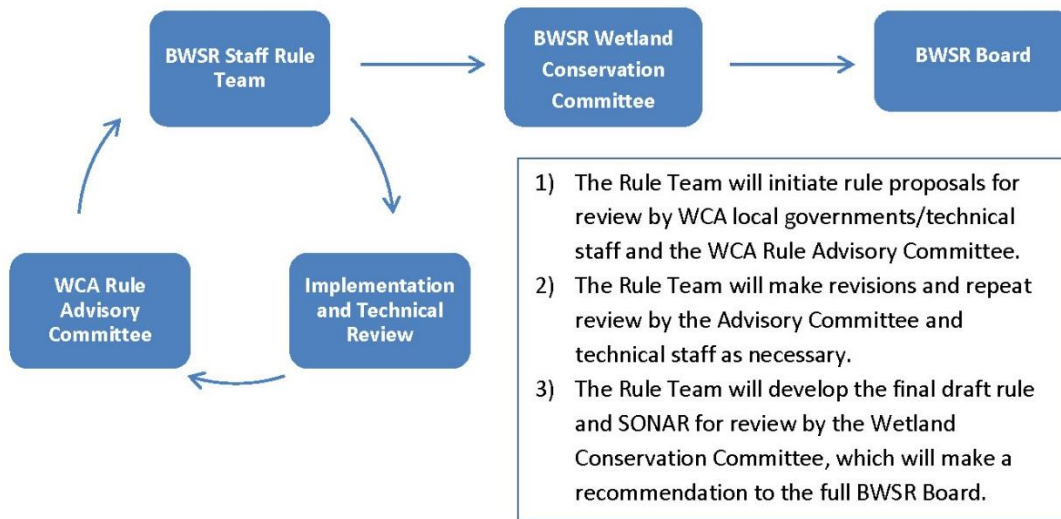 BWSR Staff Rule
Team
BWSR Wetland
Conservation
Committee
BWSR Board
WCA Rule
Advisory
Committee
Implementation
and Technical
Review
1) The Rule Team will initiate rule proposals for
review by WCA local governments/technical
staff and the WCA Rule Advisory Committee.
2) The Rule Team will make revisions and repeat
review by the Advisory Committee and
technical staff as necessary.
3) The Rule Team will develop the final draft rule
and SONAR for review by the Wetland
Conservation Committee, which will make a
recommendation to the full BWSR Board.